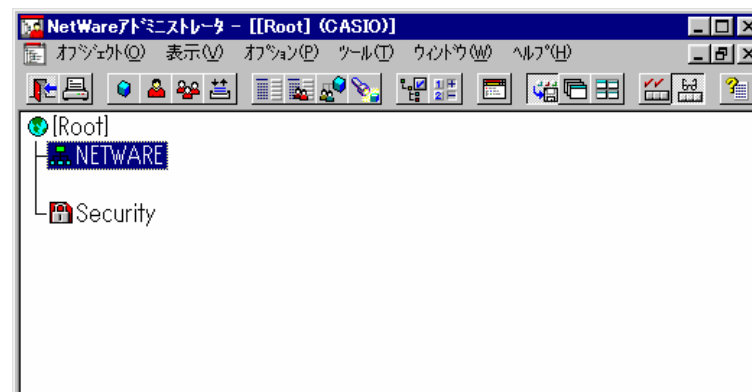 NetWareｱﾄﾞﾐﾆｽﾄﾚｰﾀ - [[Root] (CASIO)]
ｵﾌﾞｼﾞｪｸﾄ(O) 表示(V) ｵﾌﾟｼｮﾝ(P) ﾂｰﾙ(T) ｳｨﾝﾄﾞｳ(W) ﾍﾙﾌﾟ(H)
[Root]
NETWARE
Security